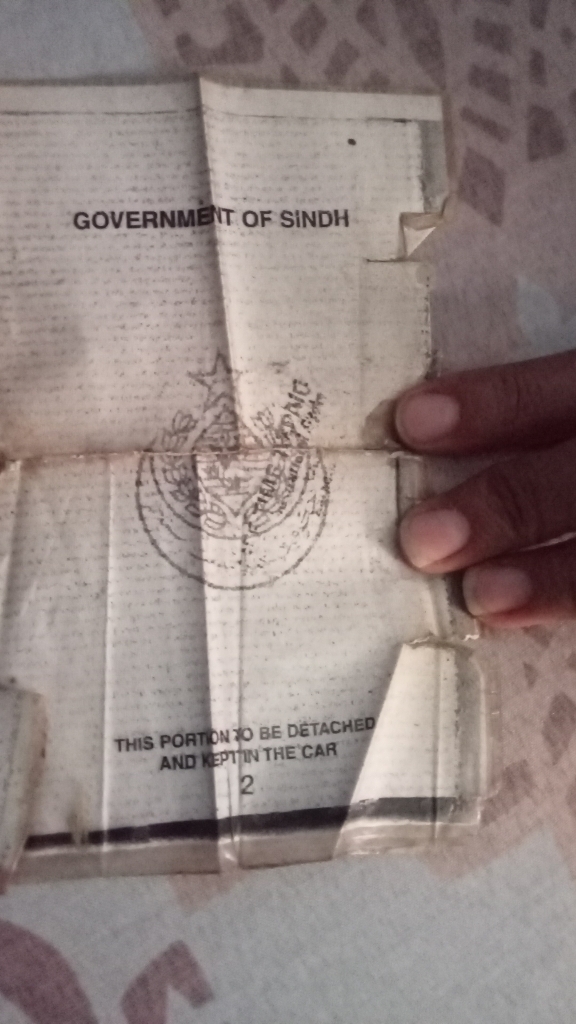 GOVERNMENT OF SINDH
THIS PORTION TO BE DETACHED
AND KEPT IN THE CAR
2